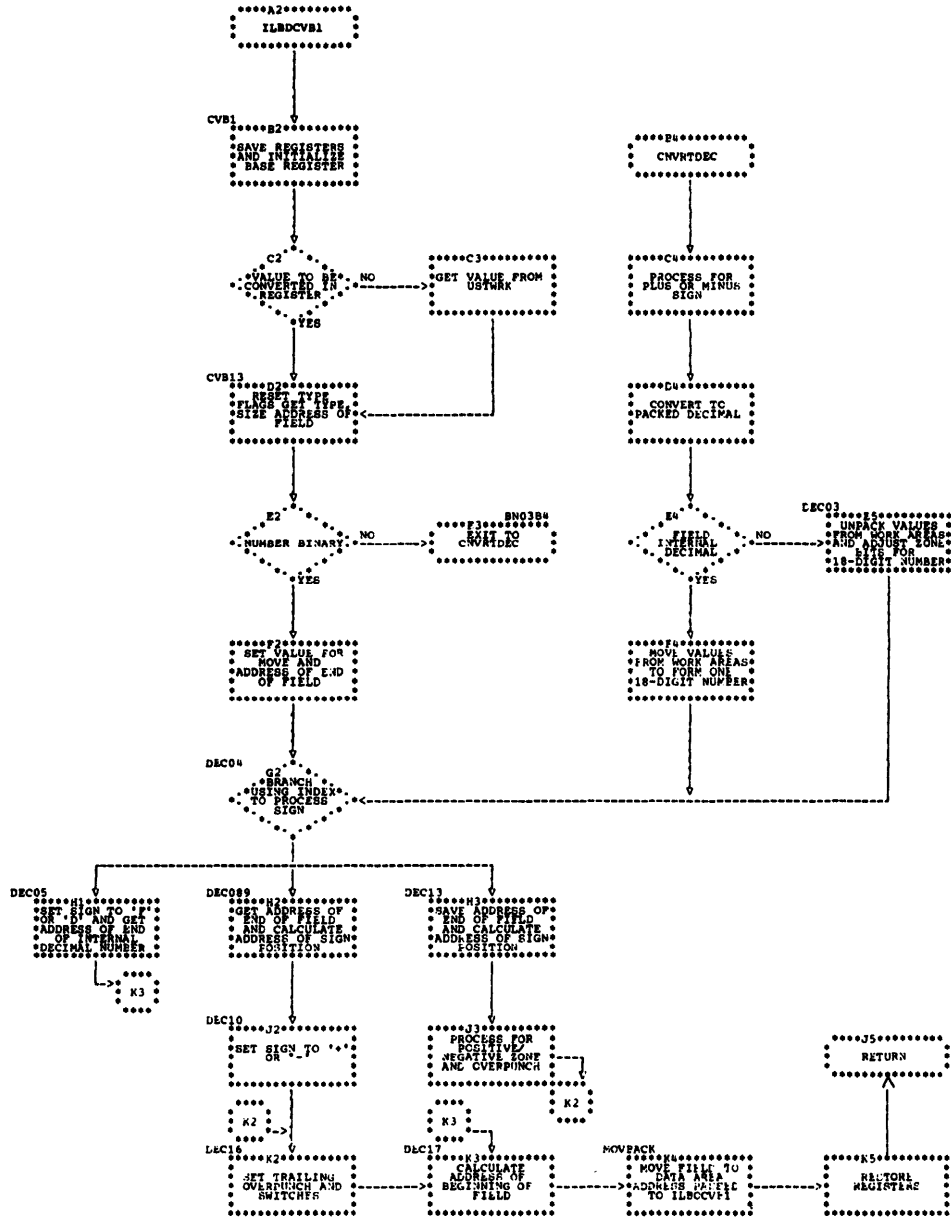 A2
ILBDCVB1
CVB1
B2
SAVE REGISTERS
AND INITIALIZE
BASE REGISTER
B4
CNVRTDEC
C2
VALUE TO BE
CONVERTED IN
REGISTER
NO
YES
C3
GET VALUE FROM
USTWRK
C4
PROCESS FOR
PLUS OR MINUS
SIGN
CVB13
D2
RESET TYPE
FLAGS GET TYPE,
SIZE ADDRESS OF
FIELD
D4
CONVERT TO
PACKED DECIMAL
E2
NUMBER BINARY
NO
YES
BN03B4
E3
EXIT TO
CNVRTDEC
E4
FIELD
INTERNAL
DECIMAL
NO
YES
DEC03
E5
UNPACK VALUES
FROM WORK AREAS
AND ADJUST ZONE
BITS FOR
18-DIGIT NUMBER
F2
SET VALUE FOR
MOVE AND
ADDRESS OF END
OF FIELD
F4
MOVE VALUES
FROM WORK AREAS
TO FORM ONE
18-DIGIT NUMBER
DEC04
G2
BRANCH
USING INDEX
TO PROCESS
SIGN
DEC05
H1
SET SIGN TO 'F'
OR 'D' AND GET
ADDRESS OF END
OF INTERNAL
DECIMAL NUMBER
K3
DEC089
H2
GET ADDRESS OF
END OF FIELD
AND CALCULATE
ADDRESS OF SIGN
POSITION
DEC13
H3
SAVE ADDRESS OF
END OF FIELD
AND CALCULATE
ADDRESS OF SIGN
POSITION
DEC10
J2
SET SIGN TO '+'
OR '-'
J3
PROCESS FOR
POSITIVE/
NEGATIVE ZONE
AND OVERPUNCH
K2
J5
RETURN
K2
K3
DEC16
K2
SET TRAILING
OVERPUNCH AND
SWITCHES
DEC17
K3
CALCULATE
ADDRESS OF
BEGINNING OF
FIELD
MOVPACK
K4
MOVE FIELD TO
DATA AREA
ADDRESS PASSED
TO
K5
RESTORE
REGISTERS